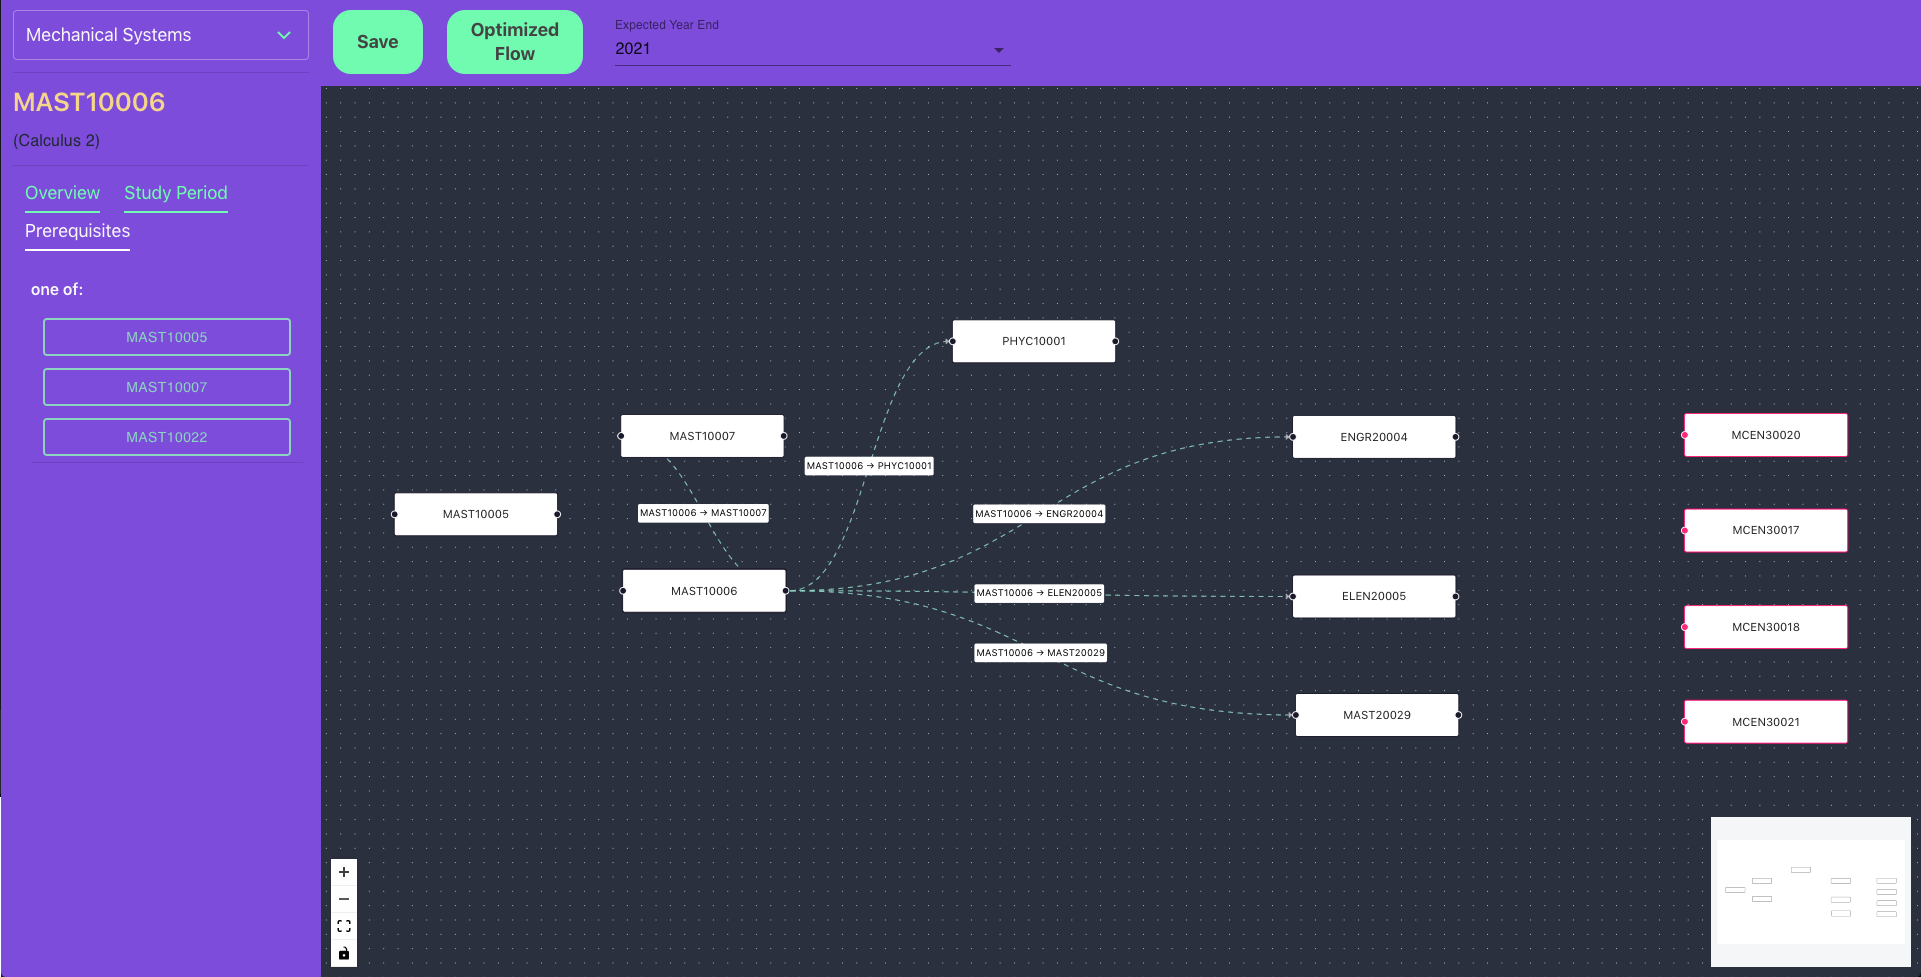 Mechanical Systems
MAST10006
(Calculus 2)
Overview
Study Period
Prerequisites
one of:
MAST10005
MAST10007
MAST10022
Save
Optimized
Flow
Expected Year End
2021
PHYC10001
MAST10007
ENGR20004
MCEN30020
MAST10006 → PHYC10001
MAST10005
MAST10006 → MAST10007
MAST10006 → ENGR20004
MCEN30017
MAST10006
MAST10006 → ELEN20005
ELEN20005
MCEN30018
MAST10006 → MAST20029
MAST20029
MCEN30021